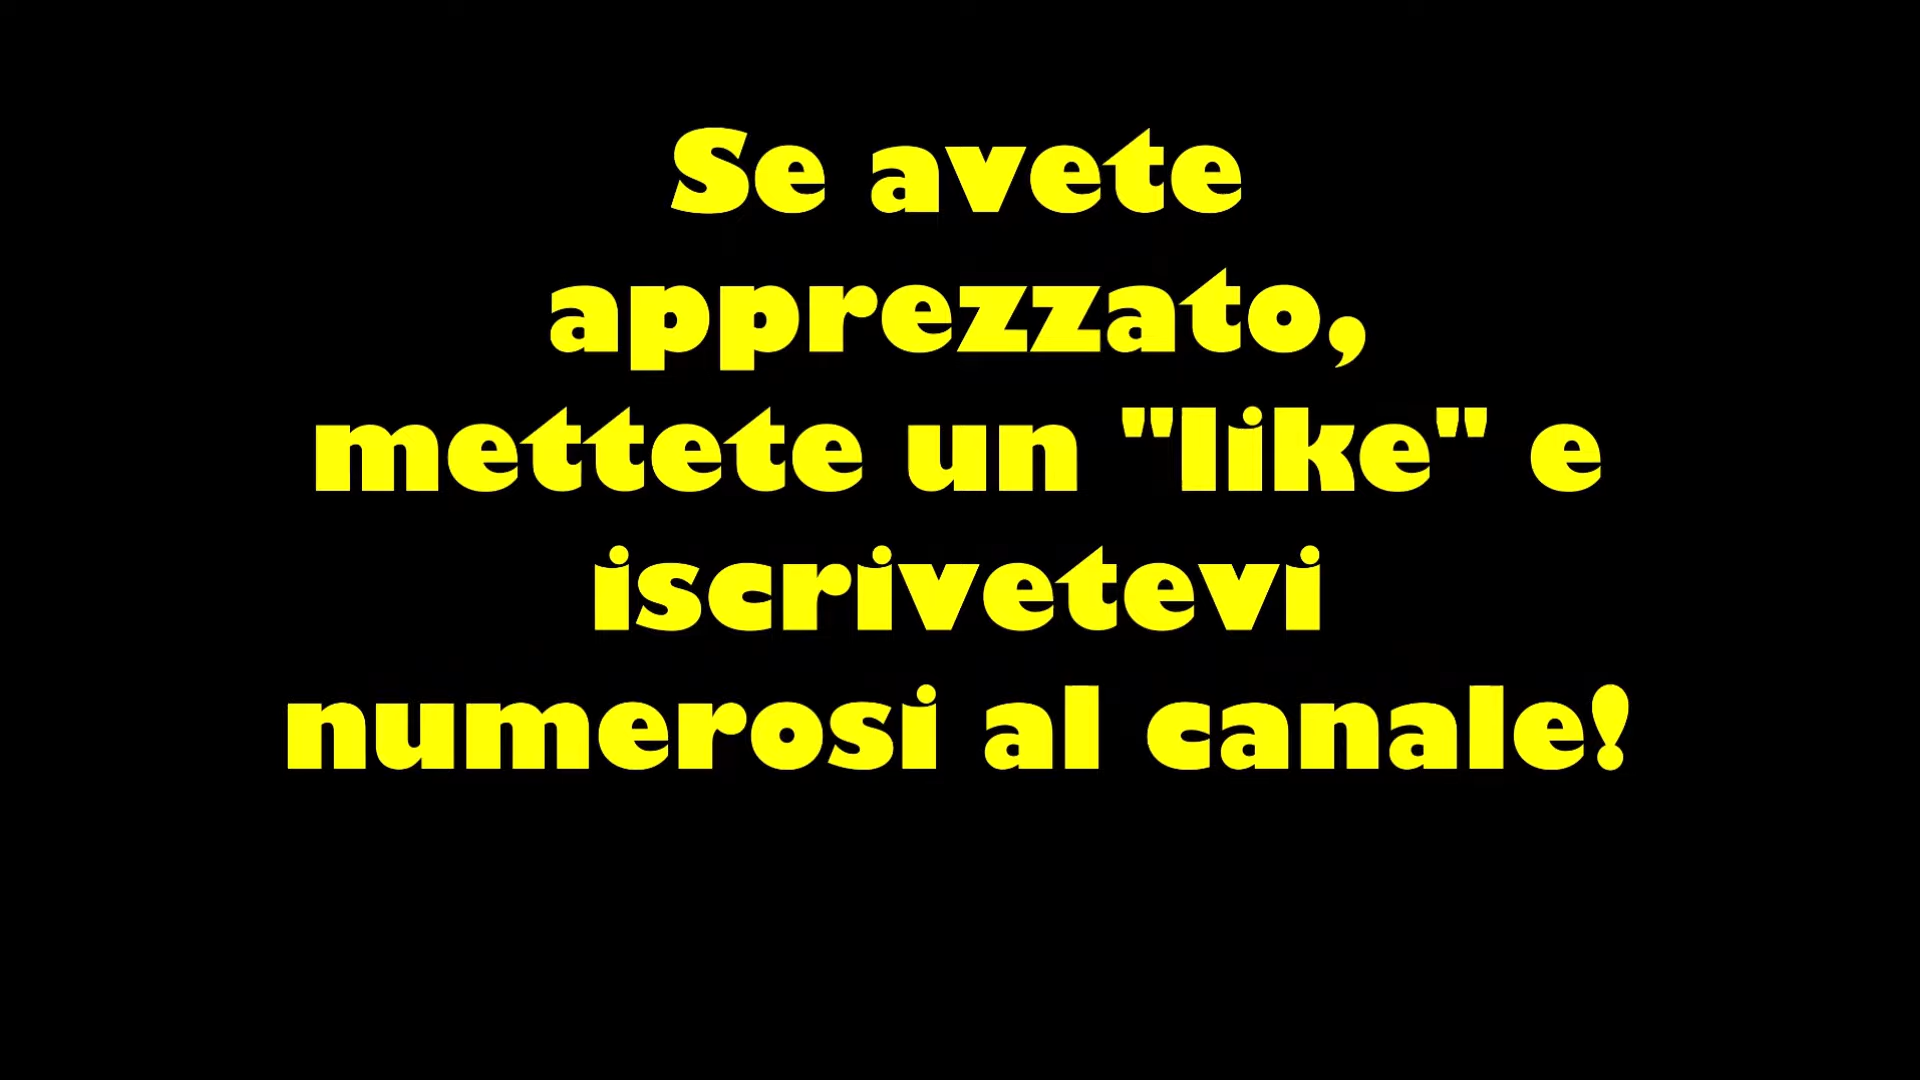 Se avete
apprezzato,
mettete un "like" e
iscrivetevi
numerosi al canale!